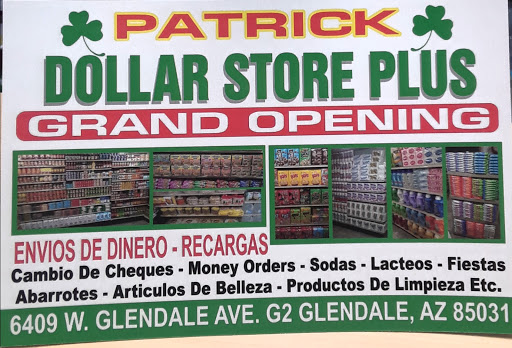 PATRICK
DOLLAR STORE PLUS
GRAND OPENING
ENVIOS DE DINERO - RECARGAS
Cambio De Cheques - Money Orders - Sodas - Lacteos - Fiestas
Abarrotes - Articulos De Belleza - Productos De Limpieza Etc.
6409 W. GLENDALE AVE. G2 GLENDALE, AZ 85031